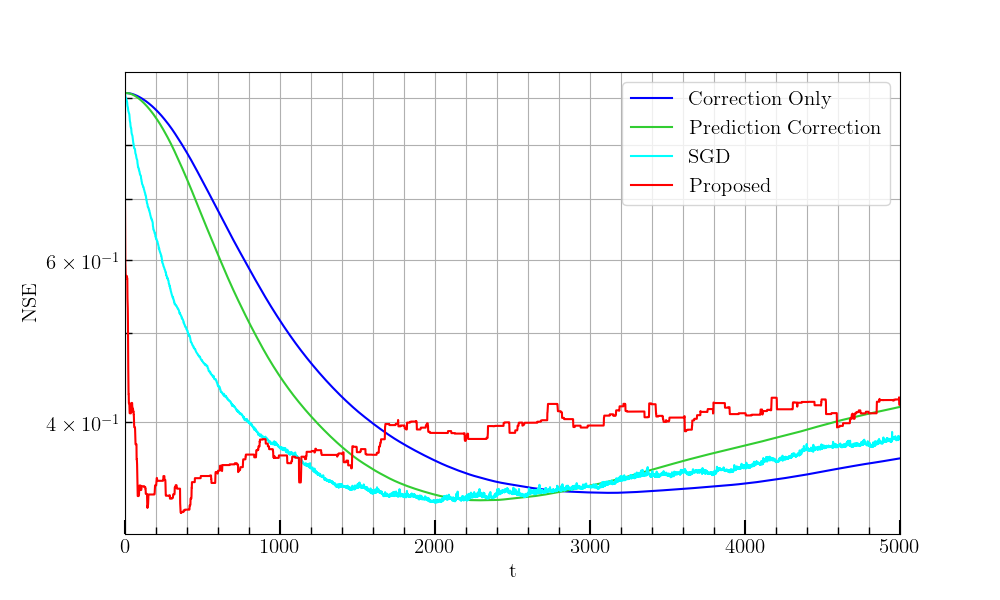 Correction Only
Prediction Correction
SGD
Proposed
6 × 10⁻¹
4 × 10⁻¹
NSE
0 1000 2000 3000 4000 5000
t